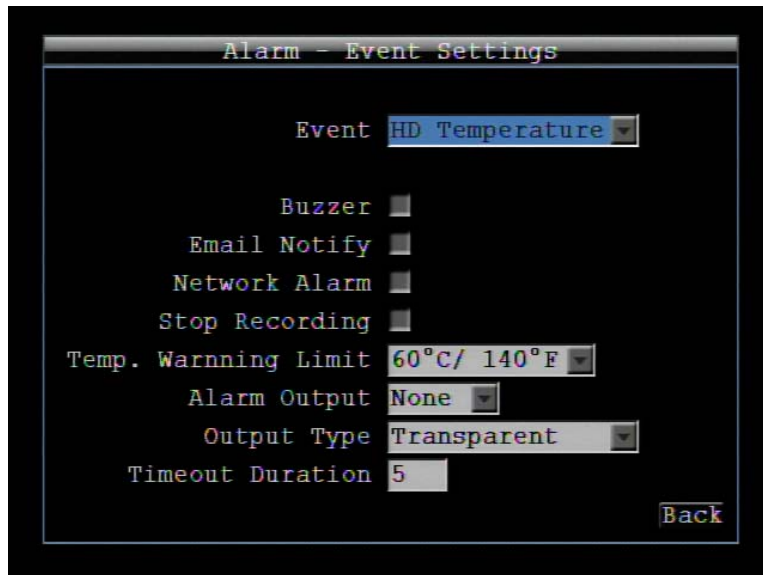 Alarm - Event Settings
Event HD Temperature
Buzzer
Email Notify
Network Alarm
Stop Recording
Temp. Warnning Limit 60°C/ 140°F
Alarm Output None
Output Type Transparent
Timeout Duration 5
Back